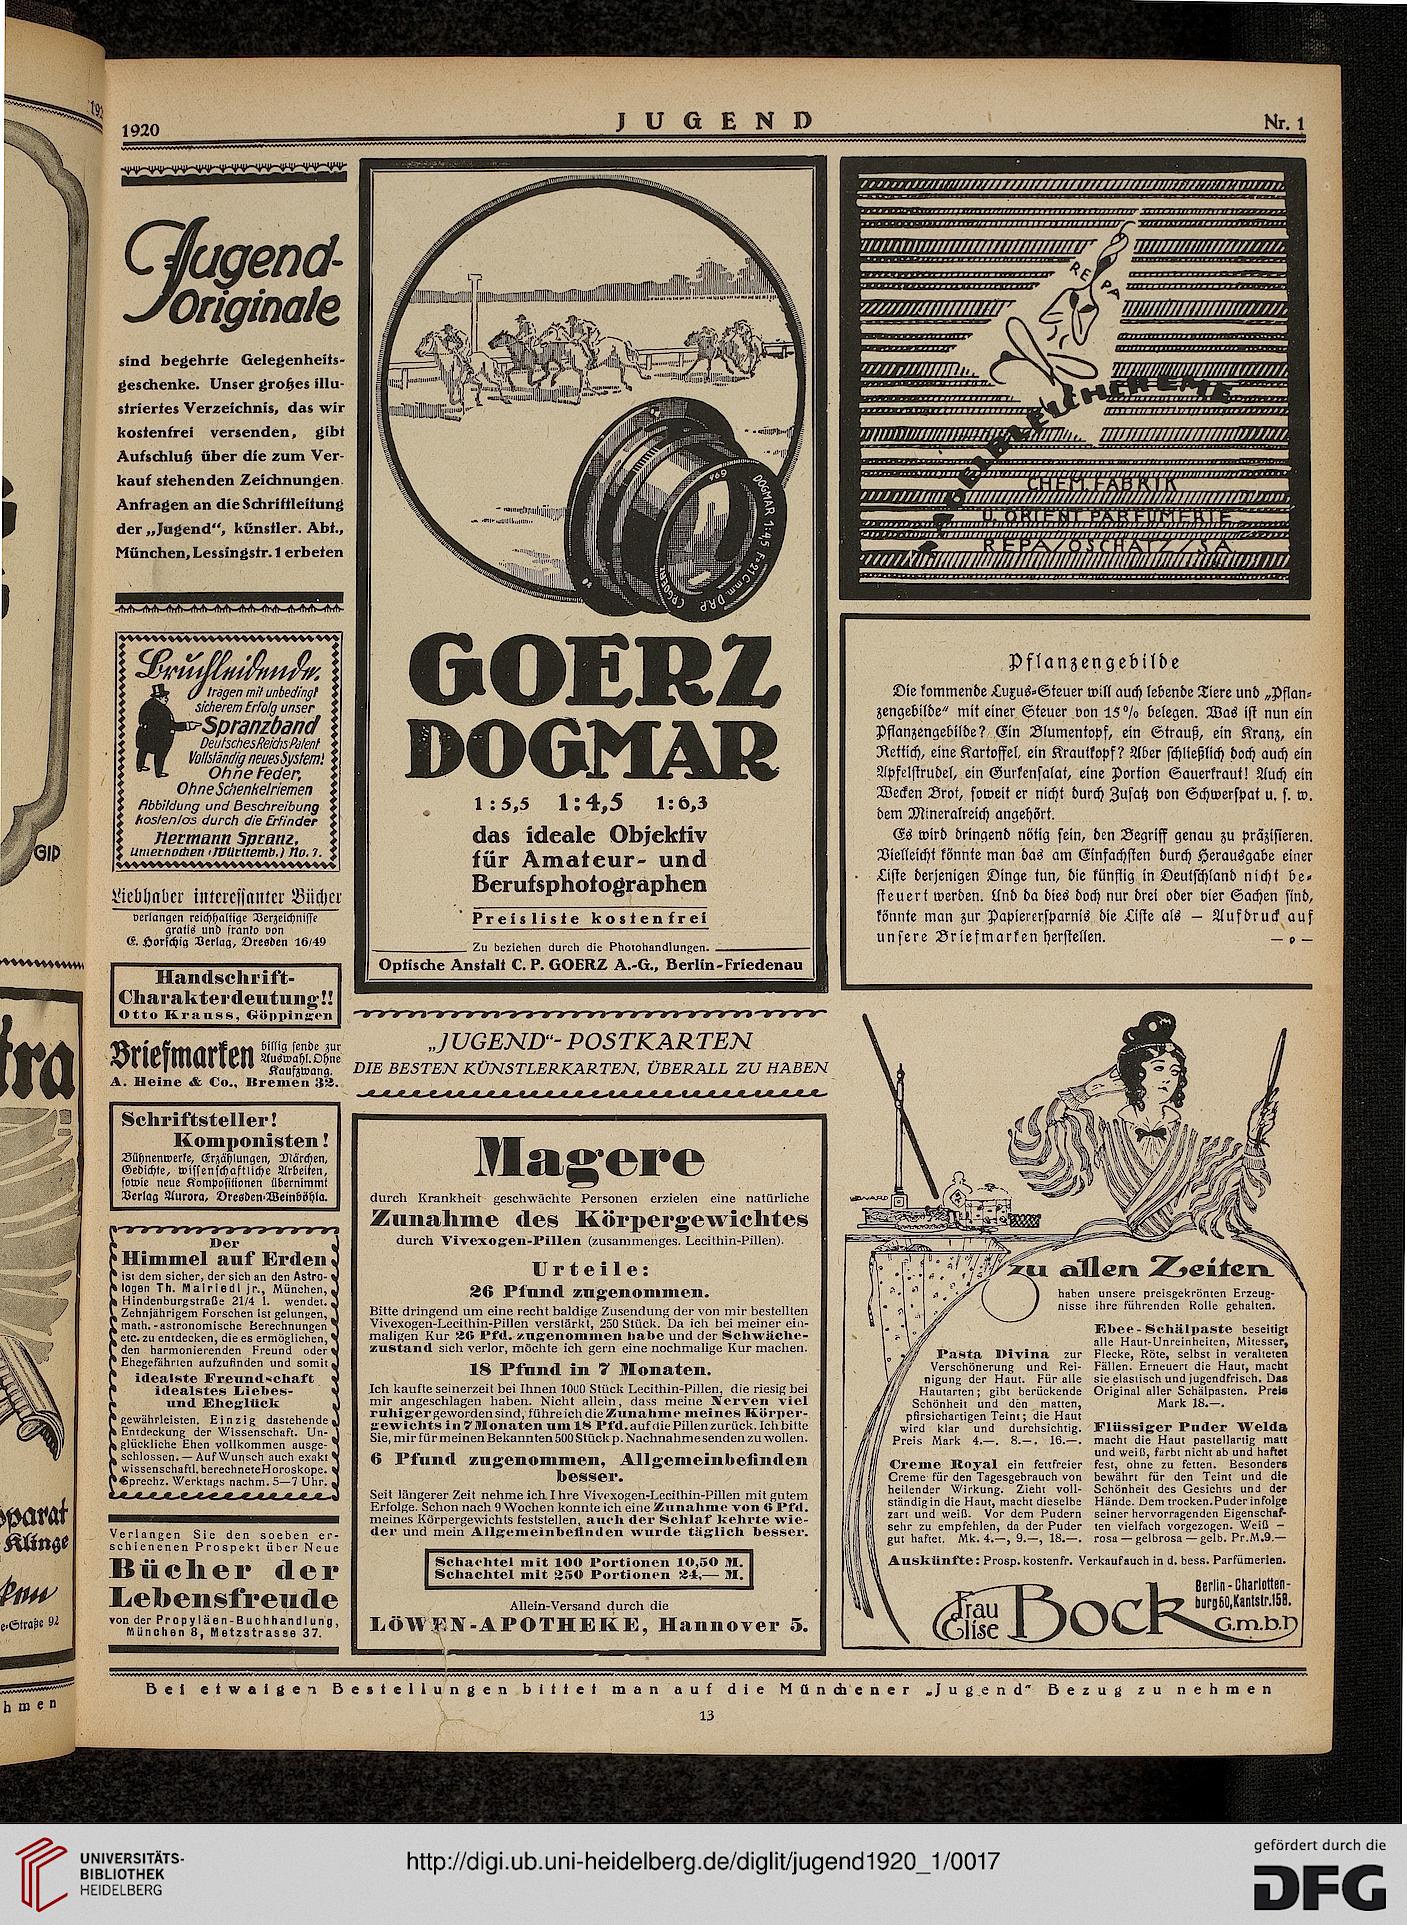 1920
JUGEND
Nr. 1
Jugend-
Originale
sind begehrte Gelegenheits-
geschenke. Unser großes illu-
striertes Verzeichnis, das wir
kostenfrei versenden, gibt
Aufschluß über die zum Ver-
kauf stehenden Zeichnungen.
Anfragen an die Schriftleitung
der „Jugend“, künstler. Abt.,
München, Lessingstr. 1 erbeten
Bruchleidende.
tragen mit unbedingt
sicherem Erfolg unser
Spranzband
Deutsches Reichs Patent
Vollständig neues System!
Ohne Feder,
Ohne Schenkelriemen
Abbildung und Beschreibung
kostenlos durch die Erfinder
Hermann Spranz,
Unterkochen (Württemb.) No. 7.
Liebhaber interessanter Bücher
verlangen reichhaltige Verzeichnisse
gratis und franko von
E. Horschig Verlag, Dresden 16/49
Handschrift-
Charakterdeutung!!
Otto Krauss, Göppingen
Briefmarken billig sende zur
Auswahl. Ohne
Kaufzwang.
A. Heine & Co., Bremen 32.
Schriftsteller!
Komponisten!
Bühnenwerke, Erzählungen, Märchen,
Gedichte, wissenschaftliche Arbeiten,
sowie neue Kompositionen übernimmt
Verlag Aurora, Dresden-Weinböhla.
Der
Himmel auf Erden
ist dem sicher, der sich an den Astro-
logen Th. Mairiedl jr., München,
Hindenburgstraße 21/4 l. wendet.
Zehnjährigem Forschen ist gelungen,
math.-astronomische Berechnungen
etc. zu entdecken, die es ermöglichen,
den harmonierenden Freund oder
Ehegefährten aufzufinden und somit
idealste Freundschaft
idealstes Liebes-
und Eheglück
gewährleisten. Einzig dastehende
Entdeckung der Wissenschaft. Un-
glückliche Ehen vollkommen ausge-
schlossen. — Auf Wunsch auch exakt
wissenschaftl. berechnete Horoskope.
Sprechz. Werktags nachm. 5—7 Uhr.
Verlangen Sie den soeben er-
schienenen Prospekt über Neue
Bücher der
Lebensfreude
von der Propyläen-Buchhandlung,
München 8, Metzstrasse 37.
DOGMAR 1:4,5 F=21cm. D.R.P.
C.P. GOERZ
GOERZ
DOGMAR
1:5,5 1:4,5 1:6,3
das ideale Objektiv
für Amateur- und
Berufsphotographen
Preisliste kostenfrei
Zu beziehen durch die Photohandlungen.
Optische Anstalt C. P. GOERZ A.-G., Berlin-Friedenau
„JUGEND“-POSTKARTEN
DIE BESTEN KÜNSTLERKARTEN, ÜBERALL ZU HABEN
Magere
durch Krankheit geschwächte Personen erzielen eine natürliche
Zunahme des Körpergewichtes
durch Vivexogen-Pillen (zusammenges. Lecithin-Pillen).
Urteile:
26 Pfund zugenommen.
Bitte dringend um eine recht baldige Zusendung der von mir bestellten
Vivexogen-Lecithin-Pillen verstärkt, 250 Stück. Da ich bei meiner ein-
maligen Kur 26 Pfd. zugenommen habe und der Schwäche-
zustand sich verlor, möchte ich gern eine nochmalige Kur machen.
18 Pfund in 7 Monaten.
Ich kaufte seinerzeit bei Ihnen 1000 Stück Lecithin-Pillen, die riesig bei
mir angeschlagen haben. Nicht allein, dass meine Nerven viel
ruhiger geworden sind, führe ich die Zunahme meines Körper-
gewichts in 7 Monaten um 18 Pfd. auf die Pillen zurück. Ich bitte
Sie, mir für meinen Bekannten 500 Stück p. Nachnahme senden zu wollen.
6 Pfund zugenommen, Allgemeinbefinden
besser.
Seit längerer Zeit nehme ich Ihre Vivexogen-Lecithin-Pillen mit gutem
Erfolge. Schon nach 9 Wochen konnte ich eine Zunahme von 6 Pfd.
meines Körpergewichts feststellen, auch der Schlaf kehrte wie-
der und mein Allgemeinbefinden wurde täglich besser.
Schachtel mit 100 Portionen 10,50 M.
Schachtel mit 250 Portionen 24,— M.
Allein-Versand durch die
LÖWEN-APOTHEKE, Hannover 5.
REPA
RADELBLEICHCREME
CHEM. FABRIK
U. ORIENT PARFUMERIE
REPA/OSCHATZ/SA
Pflanzengebilde
Die kommende Luxus-Steuer will auch lebende Tiere und „Pflan-
zengebilde“ mit einer Steuer von 15% belegen. Was ist nun ein
Pflanzengebilde? Ein Blumentopf, ein Strauß, ein Kranz, ein
Rettich, eine Kartoffel, ein Krautkopf? Aber schließlich doch auch ein
Apfelstrudel, ein Gurkensalat, eine Portion Sauerkraut! Auch ein
Wecken Brot, soweit er nicht durch Zusatz von Schwerspat u. s. w.
dem Mineralreich angehört.
Es wird dringend nötig sein, den Begriff genau zu präzisieren.
Vielleicht könnte man das am Einfachsten durch Herausgabe einer
Liste derjenigen Dinge tun, die künftig in Deutschland nicht be-
steuert werden. Und da dies doch nur drei oder vier Sachen sind,
könnte man zur Papierersparnis die Liste als — Aufdruck auf
unsere Briefmarken herstellen. — o —
zu allen Zeiten
haben unsere preisgekrönten Erzeug-
nisse ihre führenden Rolle gehalten.
Pasta Divina zur
Verschönerung und Rei-
nigung der Haut. Für alle
Hautarten; gibt berückende
Schönheit und den matten,
pfirsichartigen Teint; die Haut
wird klar und durchsichtig.
Preis Mark 4.—. 8.—. 16.—.
Creme Royal ein fettfreier
Creme für den Tagesgebrauch von
heilender Wirkung. Zieht voll-
ständig in die Haut, macht dieselbe
zart und weiß. Vor dem Pudern
sehr zu empfehlen, da der Puder
gut haftet. Mk. 4.—, 9.—, 18.—.
Ebee-Schälpaste beseitigt
alle Haut-Unreinheiten, Mitesser,
Flecke, Röte, selbst in veralteten
Fällen. Erneuert die Haut, macht
sie elastisch und jugendfrisch. Das
Original aller Schälpasten. Preis
Mark 18.—.
Flüssiger Puder Welda
macht die Haut pastellartig matt
und weiß, färbt nicht ab und haftet
fest, ohne zu fetten. Besonders
bewährt für den Teint und die
Schönheit des Gesichts und der
Hände. Dem trocken. Puder infolge
seiner hervorragenden Eigenschaf-
ten vielfach vorgezogen. Weiß —
rosa — gelbrosa — gelb. Pr. M. 9.—
Auskünfte: Prosp. kostenfr. Verkauf auch in d. bess. Parfümerien.
Frau
Elise Bock G.m.b.H
Berlin-Charlotten-
burg 60, Kantstr. 158.
Bei etwaigen Bestellungen bittet man auf die Münchener „Jugend“ Bezug zu nehmen
13
GIP
tra
parat
Klinge
e-Straße 92
hmen
UNIVERSITÄTS-
BIBLIOTHEK
HEIDELBERG
http://digi.ub.uni-heidelberg.de/diglit/jugend1920_1/0017
gefördert durch die
DFG